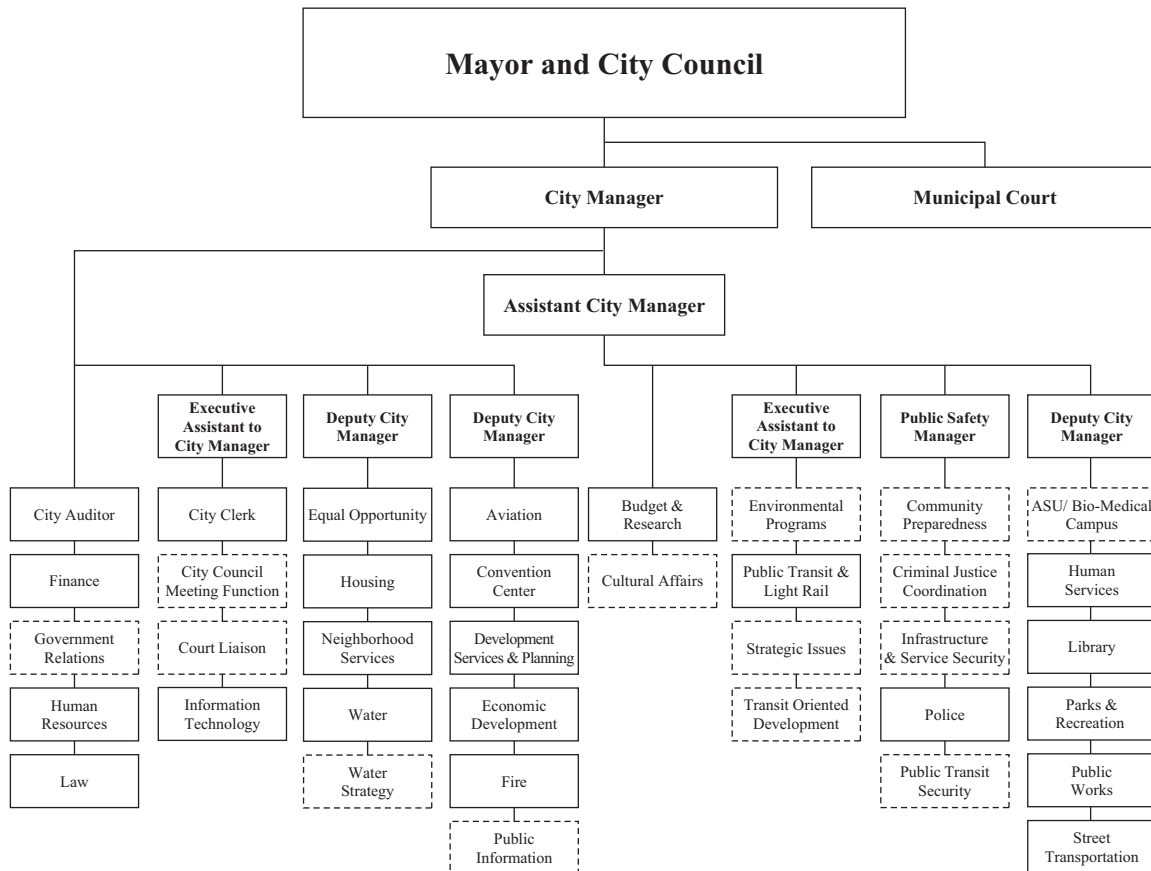 Mayor and City Council
City Manager
Municipal Court
Assistant City Manager
Executive
Assistant to
City Manager
Deputy City
Manager
Deputy City
Manager
Executive
Assistant to
City Manager
Public Safety
Manager
Deputy City
Manager
City Auditor
Finance
Government
Relations
Human
Resources
Law
City Clerk
City Council
Meeting Function
Court Liaison
Information
Technology
Equal Opportunity
Housing
Neighborhood
Services
Water
Water
Strategy
Aviation
Convention
Center
Development
Services & Planning
Economic
Development
Fire
Public
Information
Budget &
Research
Cultural Affairs
Environmental
Programs
Public Transit &
Light Rail
Strategic Issues
Transit Oriented
Development
Community
Preparedness
Criminal Justice
Coordination
Infrastructure
& Service Security
Police
Public Transit
Security
ASU/ Bio-Medical
Campus
Human
Services
Library
Parks &
Recreation
Public
Works
Street
Transportation